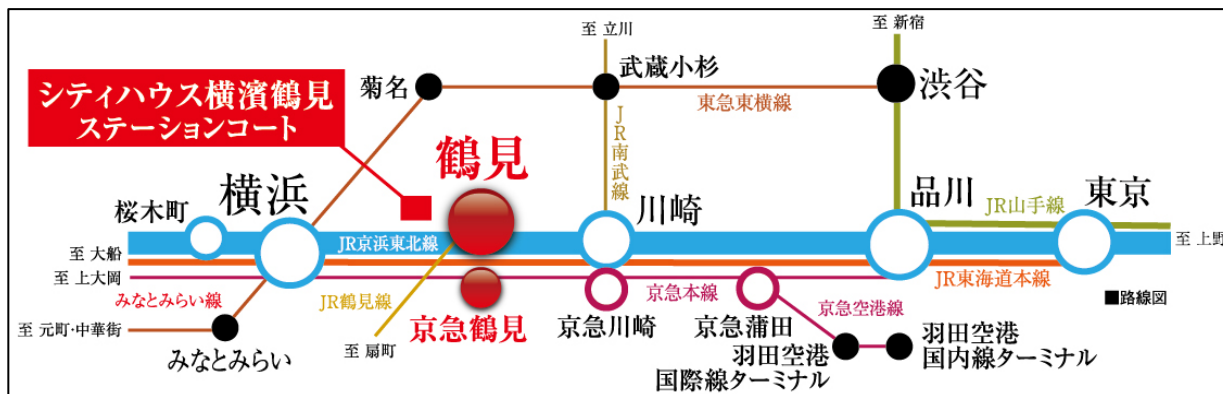 至 立川
至 新宿
シティハウス横濱鶴見
ステーションコート
菊名
武蔵小杉
東急東横線
渋谷
JR南武線
鶴見
桜木町
横浜
川崎
品川
JR山手線
東京
至 大船
JR京浜東北線
至 上野
至 上大岡
みなとみらい線
JR鶴見線
京急本線
京急空港線
JR東海道本線
■路線図
至 元町・中華街
みなとみらい
至 扇町
京急鶴見
京急川崎
京急蒲田
羽田空港
国際線ターミナル
羽田空港
国内線ターミナル